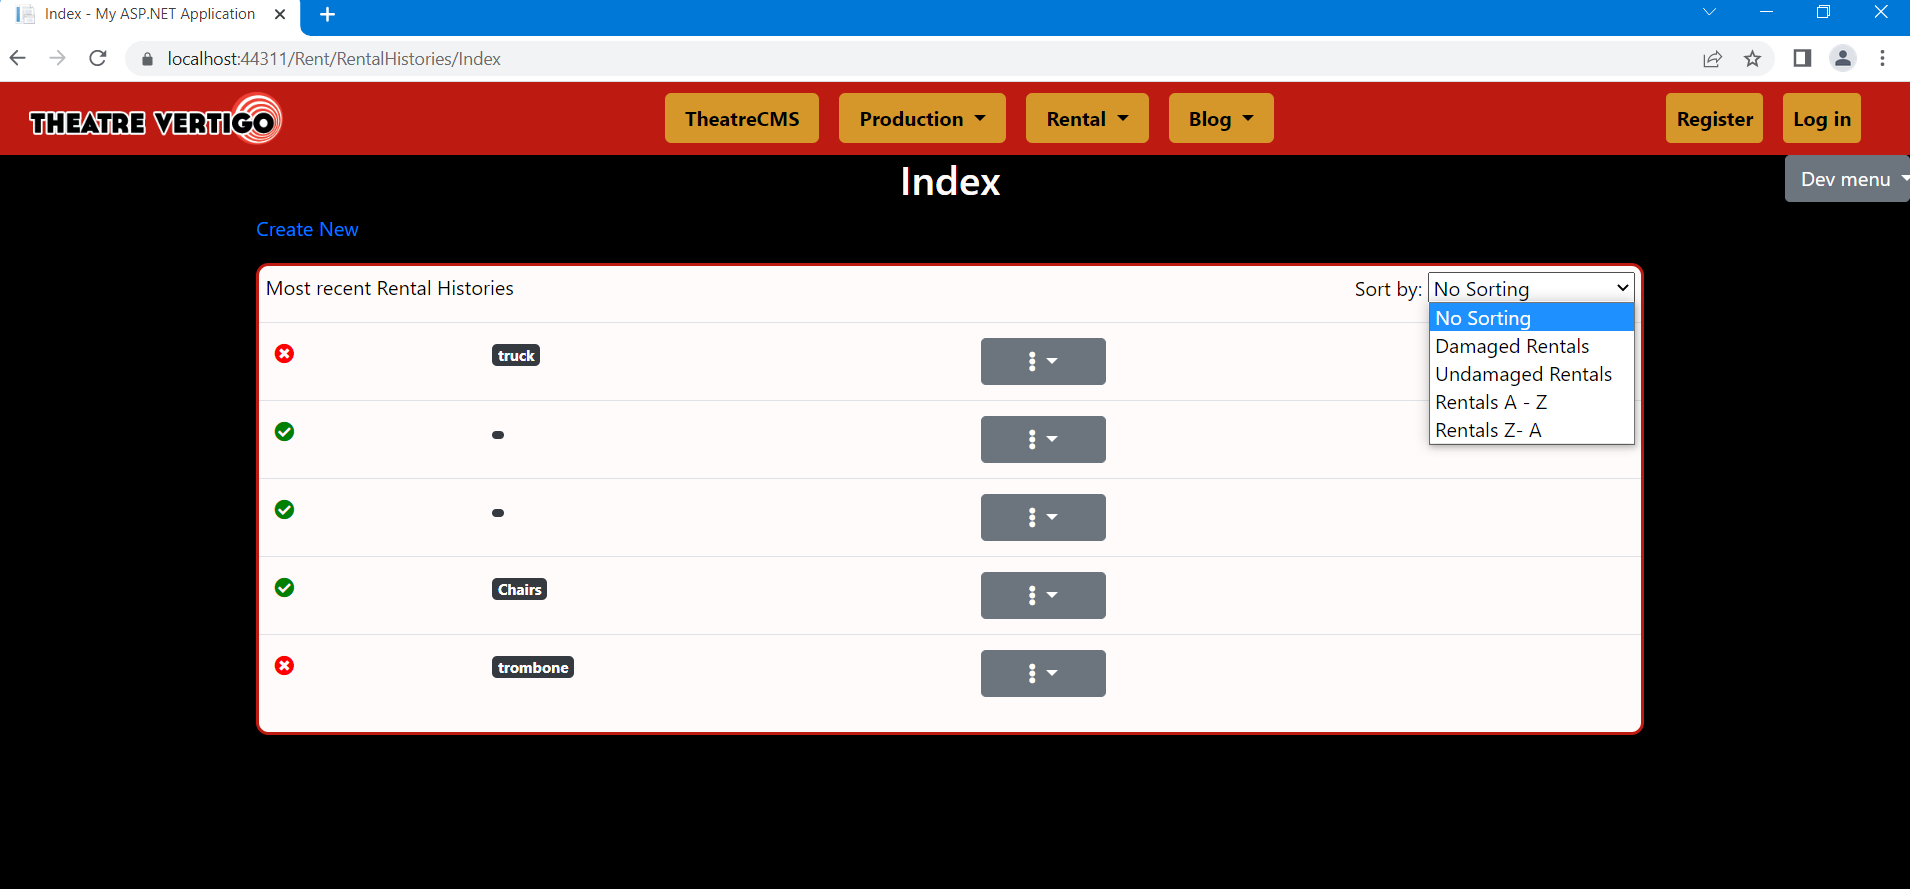 Index - My ASP.NET Application
localhost:44311/Rent/RentalHistories/Index
THEATRE VERTIGO
TheatreCMS
Production
Rental
Blog
Register
Log in
Index
Dev menu
Create New
Most recent Rental Histories
Sort by: No Sorting
No Sorting
Damaged Rentals
Undamaged Rentals
Rentals A - Z
Rentals Z- A
truck
Chairs
trombone